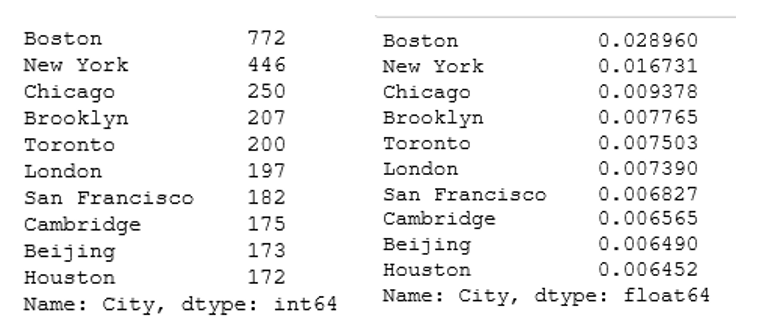 Boston 772
New York 446
Chicago 250
Brooklyn 207
Toronto 200
London 197
San Francisco 182
Cambridge 175
Beijing 173
Houston 172
Name: City, dtype: int64
Boston 0.028960
New York 0.016731
Chicago 0.009378
Brooklyn 0.007765
Toronto 0.007503
London 0.007390
San Francisco 0.006827
Cambridge 0.006565
Beijing 0.006490
Houston 0.006452
Name: City, dtype: float64